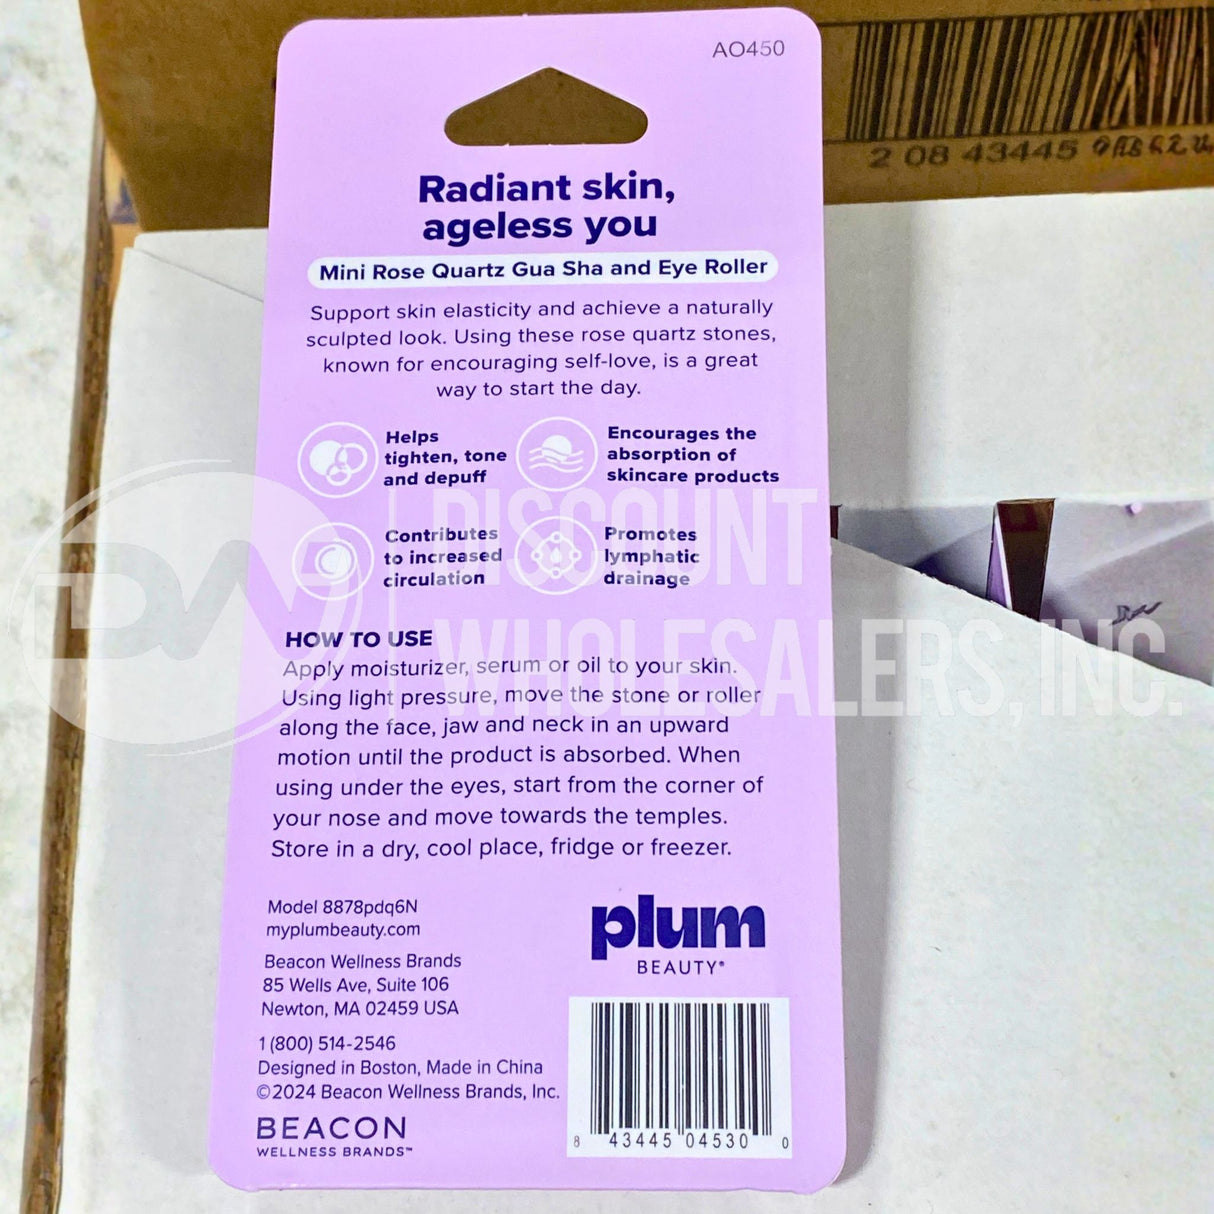 AO450
2 08 43445
Radiant skin,
ageless you
Mini Rose Quartz Gua Sha and Eye Roller
Support skin elasticity and achieve a naturally
sculpted look. Using these rose quartz stones,
known for encouraging self-love, is a great
way to start the day.
Helps
tighten, tone
and depuff
Encourages the
absorption of
skincare products
Contributes
to increased
circulation
Promotes
lymphatic
drainage
DW
DISCOUNT
WHOLESALERS, INC.
HOW TO USE
Apply moisturizer, serum or oil to your skin.
Using light pressure, move the stone or roller
along the face, jaw and neck in an upward
motion until the product is absorbed. When
using under the eyes, start from the corner of
your nose and move towards the temples.
Store in a dry, cool place, fridge or freezer.
Model 8878pdq6N
myplumbeauty.com
Beacon Wellness Brands
85 Wells Ave, Suite 106
Newton, MA 02459 USA
1 (800) 514-2546
Designed in Boston, Made in China
©2024 Beacon Wellness Brands, Inc.
BEACON
WELLNESS BRANDS™
plum
BEAUTY®
8 43445 04530 0